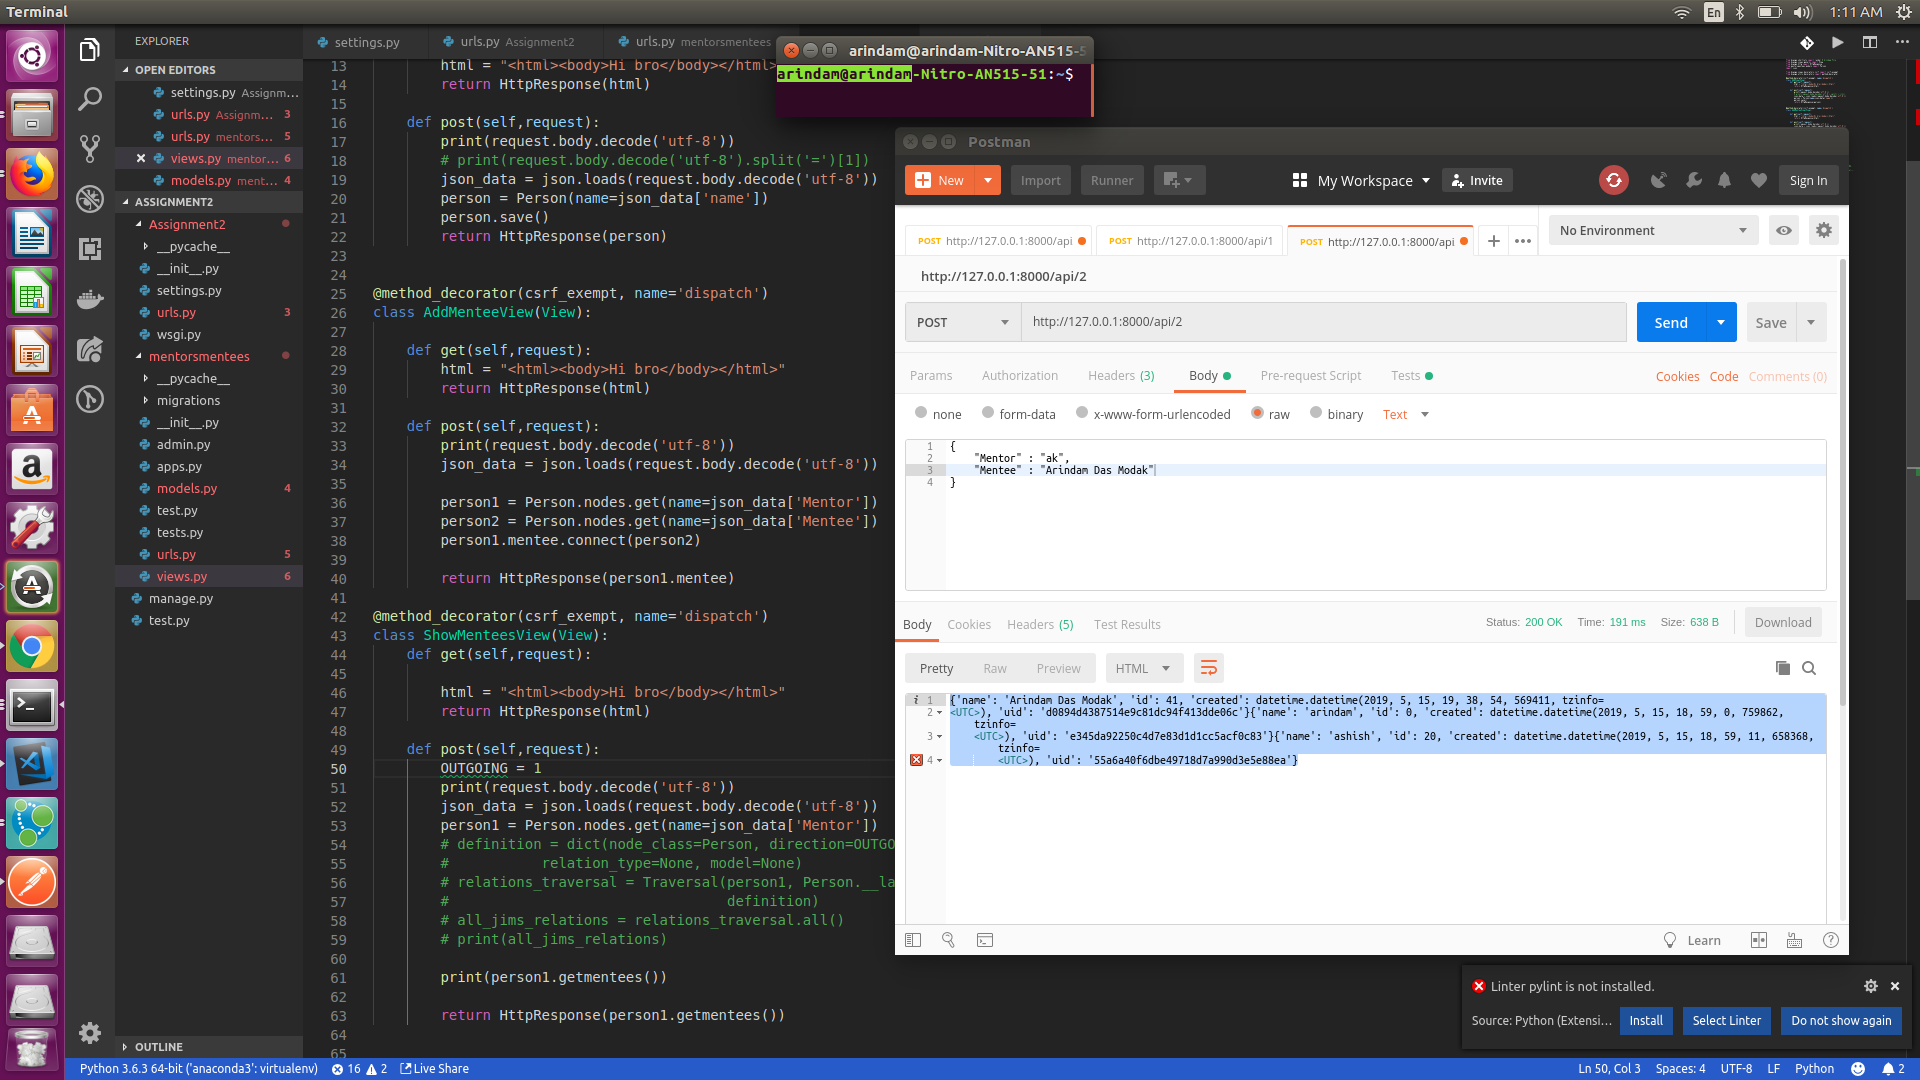 Terminal
En
1:11 AM
EXPLORER
OPEN EDITORS
settings.py Assignm...
urls.py Assignm... 3
urls.py mentors... 5
views.py mentor... 6
models.py ment... 4
ASSIGNMENT2
Assignment2
__pycache__
__init__.py
settings.py
urls.py 3
wsgi.py
mentorsmentees
__pycache__
migrations
__init__.py
admin.py
apps.py
models.py 4
test.py
tests.py
urls.py 5
views.py 6
manage.py
test.py
OUTLINE
settings.py
urls.py Assignment2
urls.py mentorsmentees
13 html = "<html><body>Hi bro</body></html>
14 return HttpResponse(html)
15
16 def post(self,request):
17 print(request.body.decode('utf-8'))
18 # print(request.body.decode('utf-8').split('=')[1])
19 json_data = json.loads(request.body.decode('utf-8'))
20 person = Person(name=json_data['name'])
21 person.save()
22 return HttpResponse(person)
23
24
25 @method_decorator(csrf_exempt, name='dispatch')
26 class AddMenteeView(View):
27
28 def get(self,request):
29 html = "<html><body>Hi bro</body></html>"
30 return HttpResponse(html)
31
32 def post(self,request):
33 print(request.body.decode('utf-8'))
34 json_data = json.loads(request.body.decode('utf-8'))
35
36 person1 = Person.nodes.get(name=json_data['Mentor'])
37 person2 = Person.nodes.get(name=json_data['Mentee'])
38 person1.mentee.connect(person2)
39
40 return HttpResponse(person1.mentee)
41
42 @method_decorator(csrf_exempt, name='dispatch')
43 class ShowMenteesView(View):
44 def get(self,request):
45
46 html = "<html><body>Hi bro</body></html>"
47 return HttpResponse(html)
48
49 def post(self,request):
50 OUTGOING = 1
51 print(request.body.decode('utf-8'))
52 json_data = json.loads(request.body.decode('utf-8'))
53 person1 = Person.nodes.get(name=json_data['Mentor'])
54 # definition = dict(node_class=Person, direction=OUTGO
55 # relation_type=None, model=None)
56 # relations_traversal = Traversal(person1, Person.__la
57 # definition)
58 # all_jims_relations = relations_traversal.all()
59 # print(all_jims_relations)
60
61 print(person1.getmentees())
62
63 return HttpResponse(person1.getmentees())
64
65
arindam@arindam-Nitro-AN515-5
arindam@arindam-Nitro-AN515-51:~$
Postman
New
Import
Runner
My Workspace
Invite
Sign In
POST http://127.0.0.1:8000/api
POST http://127.0.0.1:8000/api/1
POST http://127.0.0.1:8000/api
No Environment
http://127.0.0.1:8000/api/2
POST
http://127.0.0.1:8000/api/2
Send
Save
Params Authorization Headers (3) Body Pre-request Script Tests
Cookies Code Comments (0)
none form-data x-www-form-urlencoded raw binary Text
1 {
2 "Mentor" : "ak",
3 "Mentee" : "Arindam Das Modak"
4 }
Body Cookies Headers (5) Test Results
Status: 200 OK Time: 191 ms Size: 638 B
Download
Pretty Raw Preview HTML
i 1 {'name': 'Arindam Das Modak', 'id': 41, 'created': datetime.datetime(2019, 5, 15, 19, 38, 54, 569411, tzinfo=
2 <UTC>), 'uid': 'd0894d4387514e9c81dc94f413dde06c'}{'name': 'arindam', 'id': 0, 'created': datetime.datetime(2019, 5, 15, 18, 59, 0, 759862,
tzinfo=
3 <UTC>), 'uid': 'e345da92250c4d7e83d1d1cc5acf0c83'}{'name': 'ashish', 'id': 20, 'created': datetime.datetime(2019, 5, 15, 18, 59, 11, 658368,
tzinfo=
4 <UTC>), 'uid': '55a6a40f6dbe49718d7a990d3e5e88ea'}
Learn
Linter pylint is not installed.
Source: Python (Extensi...
Install
Select Linter
Do not show again
Python 3.6.3 64-bit ('anaconda3': virtualenv) 16 2 Live Share
Ln 50, Col 3 Spaces: 4 UTF-8 LF Python 2